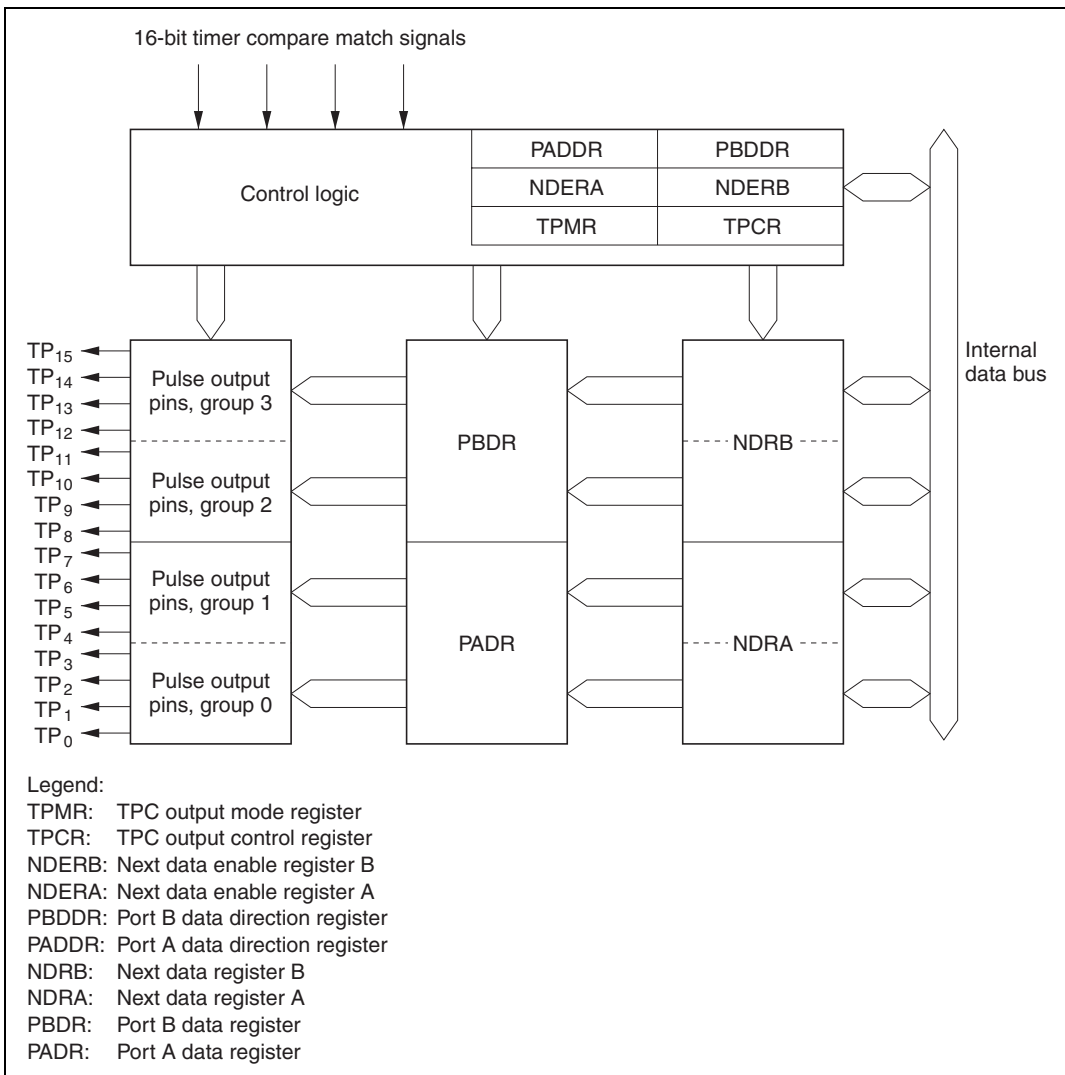 16-bit timer compare match signals
Control logic
PADDR PBDDR
NDERA NDERB
TPMR TPCR
Internal
data bus
TP15
TP14
TP13
TP12
TP11
TP10
TP9
TP8
TP7
TP6
TP5
TP4
TP3
TP2
TP1
TP0
Pulse output
pins, group 3
Pulse output
pins, group 2
Pulse output
pins, group 1
Pulse output
pins, group 0
PBDR
PADR
NDRB
NDRA
Legend:
TPMR: TPC output mode register
TPCR: TPC output control register
NDERB: Next data enable register B
NDERA: Next data enable register A
PBDDR: Port B data direction register
PADDR: Port A data direction register
NDRB: Next data register B
NDRA: Next data register A
PBDR: Port B data register
PADR: Port A data register